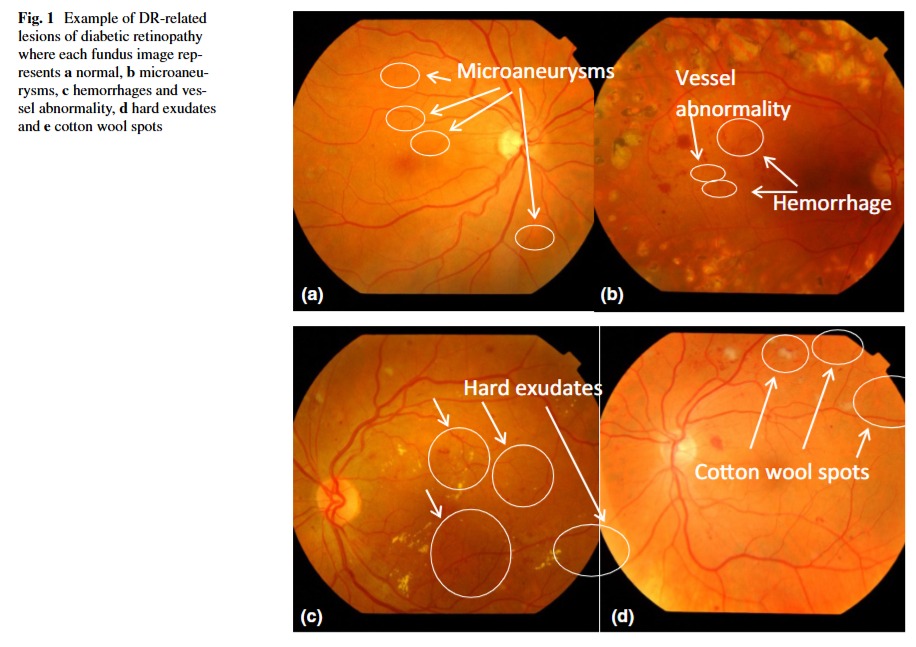 Fig. 1 Example of DR-related
lesions of diabetic retinopathy
where each fundus image rep-
resents a normal, b microaneu-
rysms, c hemorrhages and ves-
sel abnormality, d hard exudates
and e cotton wool spots
Microaneurysms
(a)
Vessel
abnormality
Hemorrhage
(b)
Hard exudates
(c)
Cotton wool spots
(d)